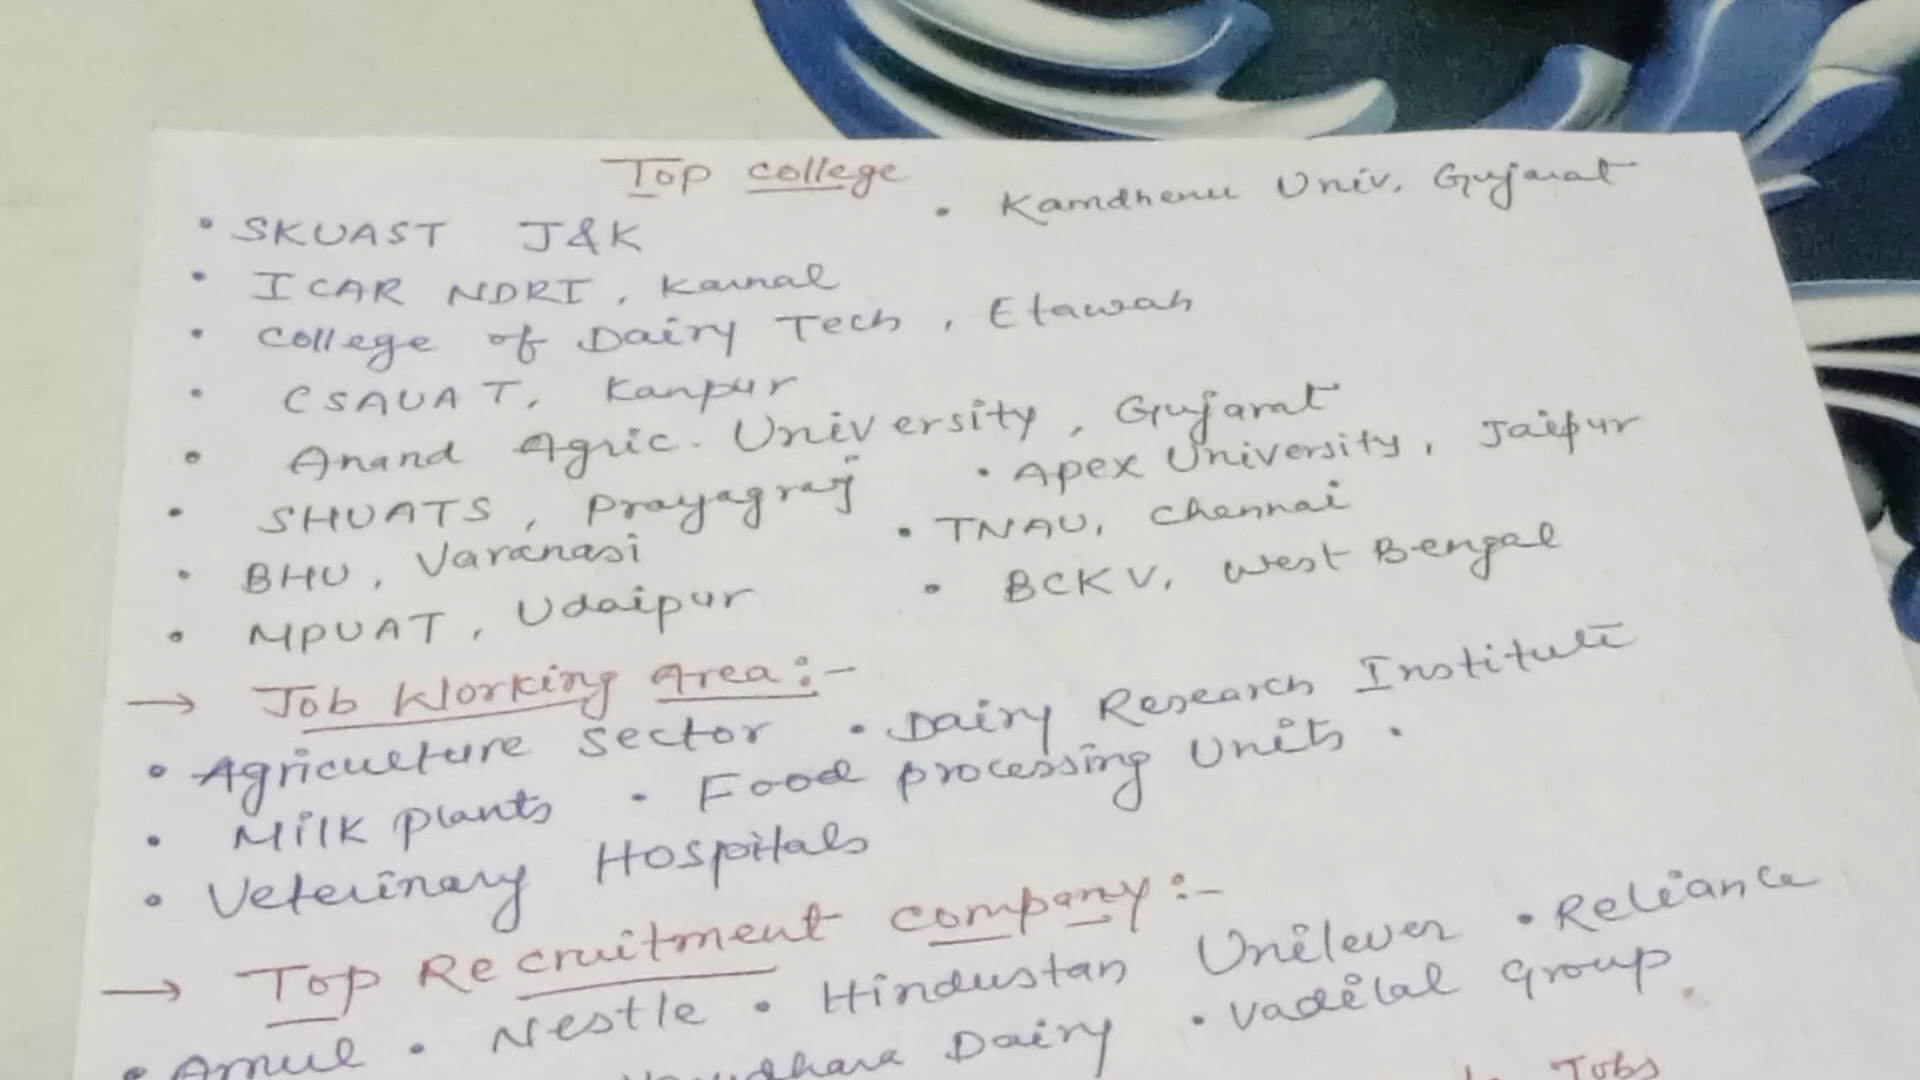 Top college
• Kamdhenu Univ. Gujarat
• SKUAST J&K
• ICAR NDRI, Karnal
• College of Dairy Tech, Etawah
• CSAUAT, Kanpur
• Anand Agric. University, Gujarat
• SHUATS, Prayagraj • Apex University, Jaipur
• BHU, Varanasi • TNAU, Chennai
• MPUAT, Udaipur • BCKV, West Bengal
→ Job Working Area:-
• Agriculture Sector • Dairy Research Institute
• Milk plants • Food processing Units •
• Veterinary Hospitals
→ Top Recruitment company:-
• Amul • Nestle • Hindustan Unilever • Reliance
Dairy • Vadilal Group
Jobs